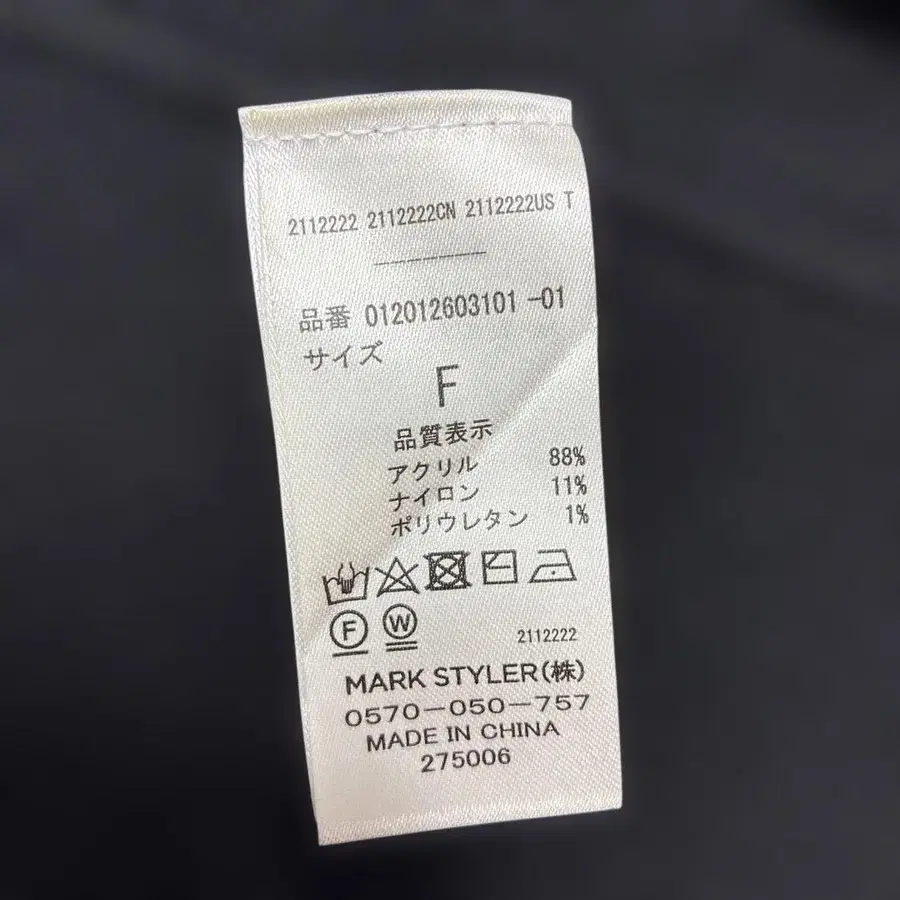 2112222 2112222CN 2112222US T
-------
品番 012012603101 -01
サイズ
F
品質表示
アクリル 88%
ナイロン 11%
ポリウレタン 1%
F W
2112222
MARK STYLER(株)
0570-050-757
MADE IN CHINA
275006